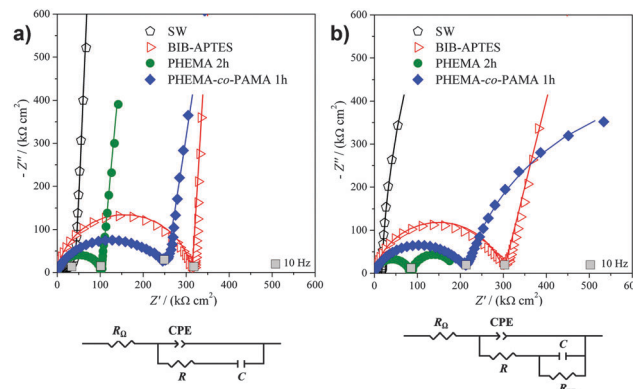 a)
600
500
400
300
200
100
0
- Z'' / (kΩ cm²)
SW
BIB-APTES
PHEMA 2h
PHEMA-co-PAMA 1h
10 Hz
0 100 200 300 400 500 600
Z' / (kΩ cm²)
RΩ
CPE
R
C
b)
600
500
400
300
200
100
0
- Z'' / (kΩ cm²)
SW
BIB-APTES
PHEMA 2h
PHEMA-co-PAMA 1h
10 Hz
0 100 200 300 400 500 600
Z' / (kΩ cm²)
RΩ
CPE
R
C